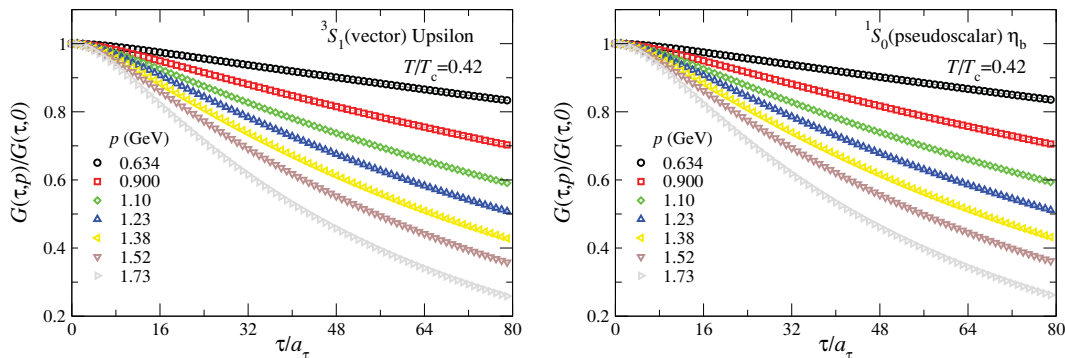 ³S₁(vector) Upsilon
T/Tc=0.42
G(τ,p)/G(τ,0)
1
0.8
0.6
0.4
0.2
p (GeV)
0.634
0.900
1.10
1.23
1.38
1.52
1.73
0 16 32 48 64 80
τ/aτ
¹S₀(pseudoscalar) ηb
T/Tc=0.42
G(τ,p)/G(τ,0)
1
0.8
0.6
0.4
0.2
p (GeV)
0.634
0.900
1.10
1.23
1.38
1.52
1.73
0 16 32 48 64 80
τ/aτ